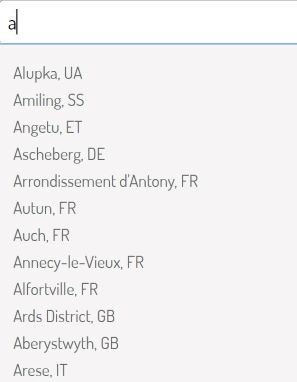 a
Alupka, UA
Amiling, SS
Angetu, ET
Ascheberg, DE
Arrondissement d'Antony, FR
Autun, FR
Auch, FR
Annecy-le-Vieux, FR
Alfortville, FR
Ards District, GB
Aberystwyth, GB
Arese, IT